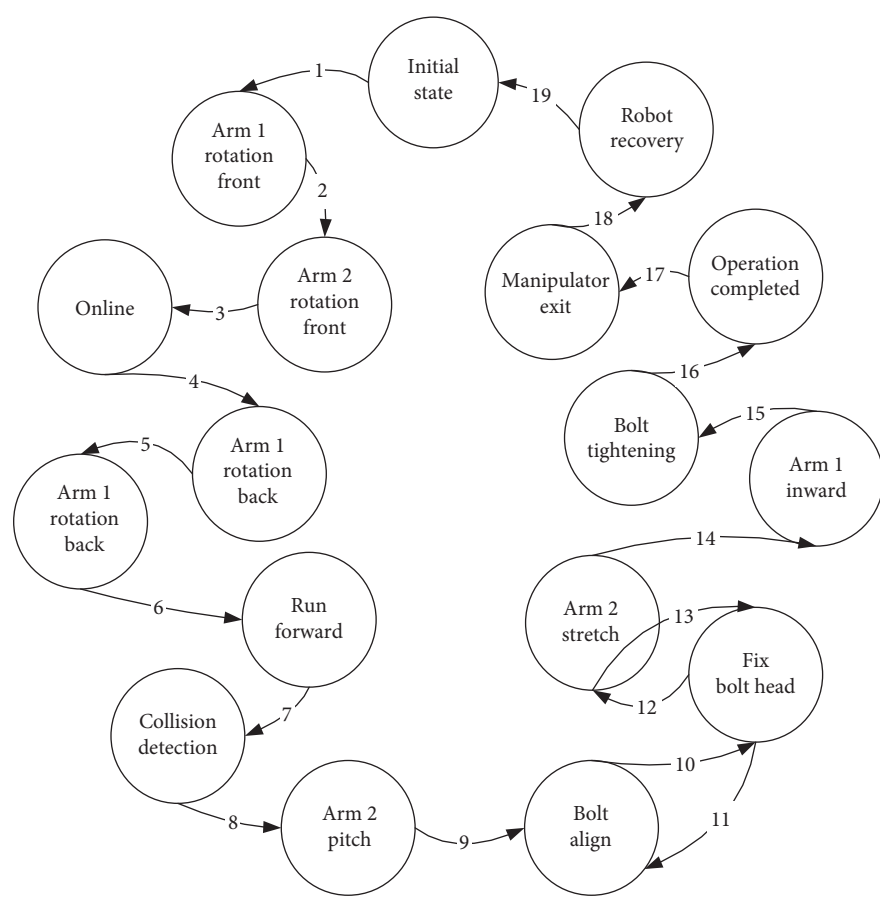 Initial
state
1
Arm 1
rotation
front
2
Arm 2
rotation
front
3
Online
4
Arm 1
rotation
back
5
Arm 1
rotation
back
6
Run
forward
7
Collision
detection
8
Arm 2
pitch
9
Bolt
align
10
11
Fix
bolt head
12
13
Arm 2
stretch
14
Arm 1
inward
15
Bolt
tightening
16
Operation
completed
17
Manipulator
exit
18
Robot
recovery
19